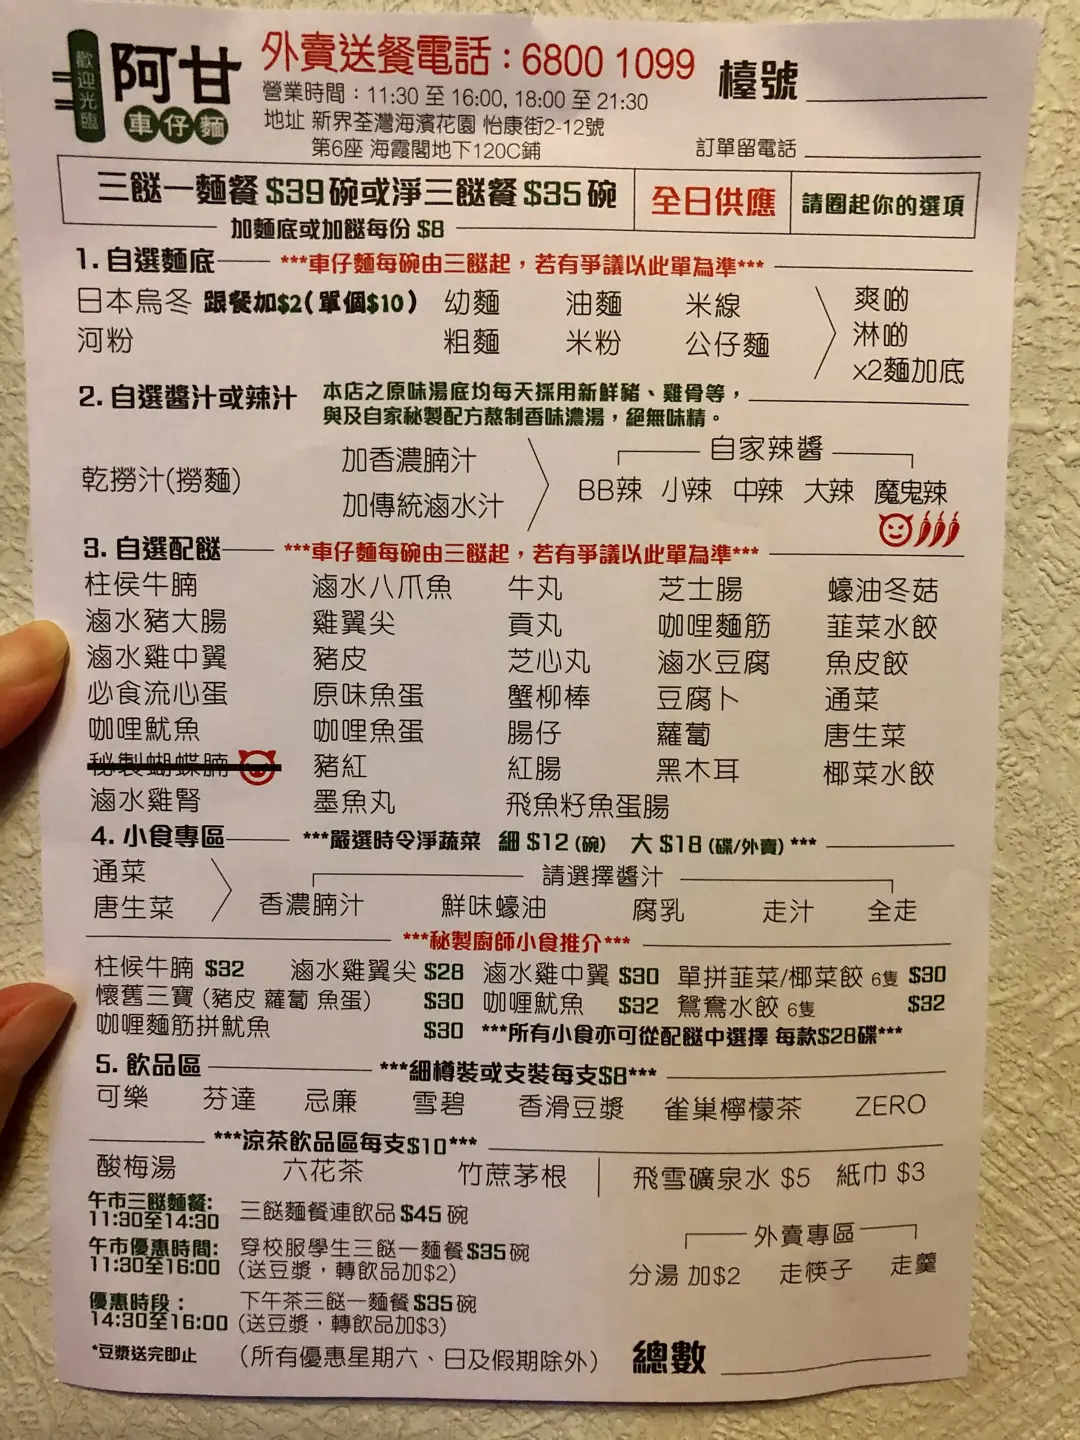 歡迎光臨
阿甘
車仔麵
外賣送餐電話：6800 1099
營業時間：11:30 至 16:00, 18:00 至 21:30
地址 新界荃灣海濱花園 怡康街2-12號
第6座 海霞閣地下120C鋪
檯號
訂單留電話
三餸一麵餐 $39碗或淨三餸餐 $35碗 全日供應 請圈起你的選項
加麵底或加餸每份 $8
1. 自選麵底 ***車仔麵每碗由三餸起，若有爭議以此單為準***
日本烏冬 跟餐加$2(單個$10) 幼麵 油麵 米線 爽啲
河粉 粗麵 米粉 公仔麵 淋啲
x2麵加底
2. 自選醬汁或辣汁 本店之原味湯底均每天採用新鮮豬、雞骨等，
與及自家秘製配方熬制香味濃湯，絕無味精。
乾撈汁(撈麵) 加香濃腩汁 自家辣醬
加傳統滷水汁 BB辣 小辣 中辣 大辣 魔鬼辣
3. 自選配餸 ***車仔麵每碗由三餸起，若有爭議以此單為準***
柱侯牛腩 滷水八爪魚 牛丸 芝士腸 蠔油冬菇
滷水豬大腸 雞翼尖 貢丸 咖哩麵筋 韮菜水餃
滷水雞中翼 豬皮 芝心丸 滷水豆腐 魚皮餃
必食流心蛋 原味魚蛋 蟹柳棒 豆腐卜 通菜
咖哩魷魚 咖哩魚蛋 腸仔 蘿蔔 唐生菜
秘製蝴蝶腩 豬紅 紅腸 黑木耳 椰菜水餃
滷水雞腎 墨魚丸 飛魚籽魚蛋腸
4. 小食專區 ***嚴選時令淨蔬菜 細 $12 (碗) 大 $18 (碟/外賣) ***
通菜 請選擇醬汁
唐生菜 香濃腩汁 鮮味蠔油 腐乳 走汁 全走
***秘製廚師小食推介***
柱候牛腩 $32 滷水雞翼尖 $28 滷水雞中翼 $30 單拼韮菜/椰菜餃 6隻 $30
懷舊三寶 (豬皮 蘿蔔 魚蛋) $30 咖喱魷魚 $32 鴛鴦水餃 6隻 $32
咖喱麵筋拼魷魚 $30 ***所有小食亦可從配餸中選擇 每款$28碟***
5. 飲品區 ***細樽裝或支裝每支$8***
可樂 芬達 忌廉 雪碧 香滑豆漿 雀巢檸檬茶 ZERO
***涼茶飲品區每支$10***
酸梅湯 六花茶 竹蔗茅根 飛雪礦泉水 $5 紙巾 $3
午市三餸麵餐:
11:30至14:30 三餸麵餐連飲品 $45 碗
午市優惠時間: 穿校服學生三餸一麵餐 $35碗
11:30至16:00 (送豆漿，轉飲品加$2)
外賣專區
分湯 加$2 走筷子 走羹
優惠時段： 下午茶三餸一麵餐 $35 碗
14:30至16:00 (送豆漿，轉飲品加$3)
*豆漿送完即止 (所有優惠星期六、日及假期除外) 總數